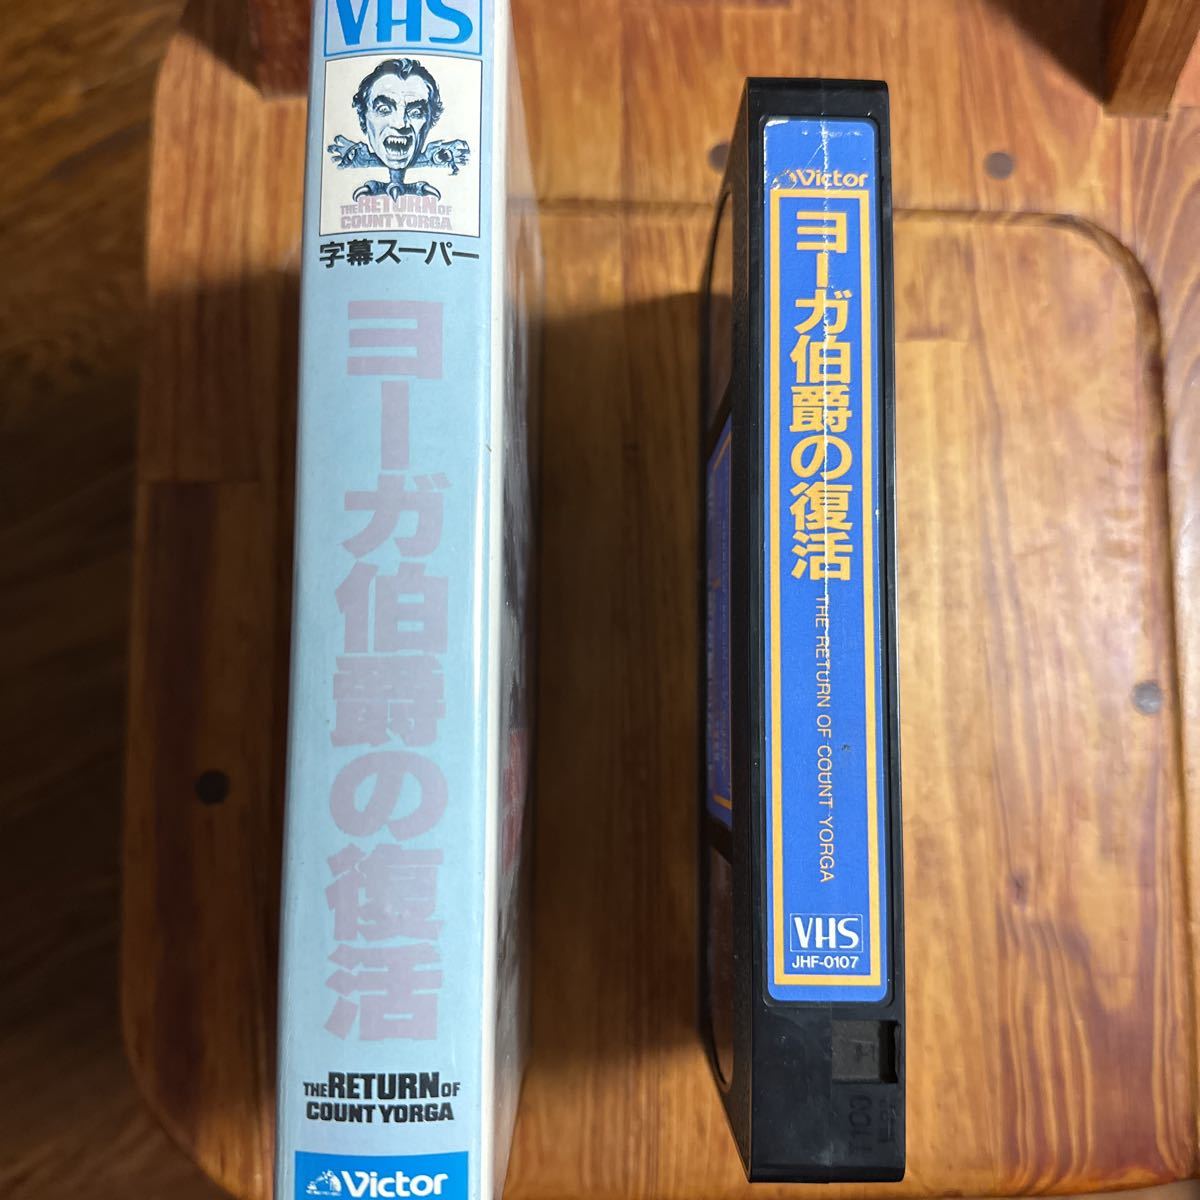 VHS
THE RETURN OF
COUNT YORGA
字幕スーパー
ヨーガ伯爵の復活
THE RETURN OF
COUNT YORGA
Victor
Victor
ヨーガ伯爵の復活
THE RETURN OF COUNT YORGA
VHS
JHF-0107